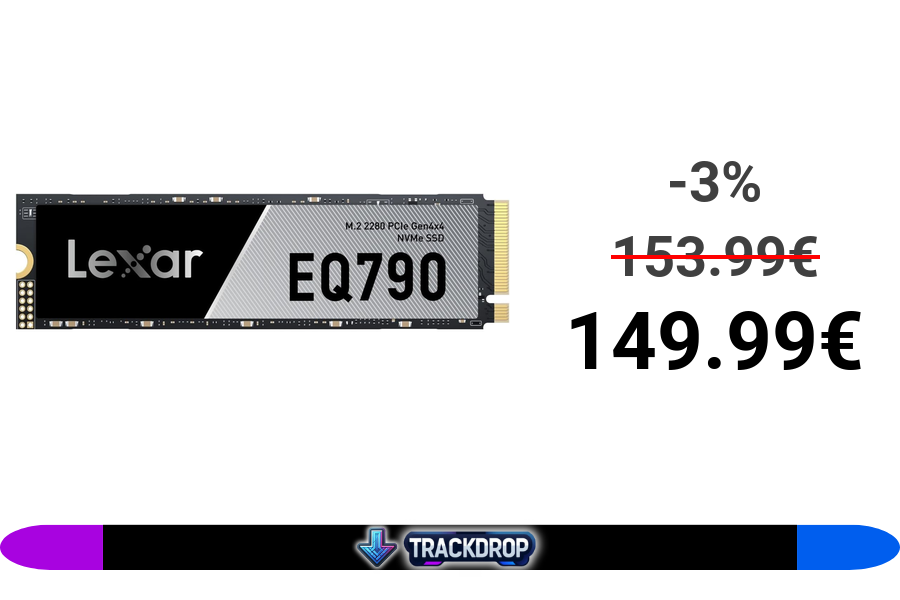 -3%
153.99€
149.99€
M.2 2280 PCIe Gen4x4
NVMe SSD
Lexar
EQ790
TRACKDROP